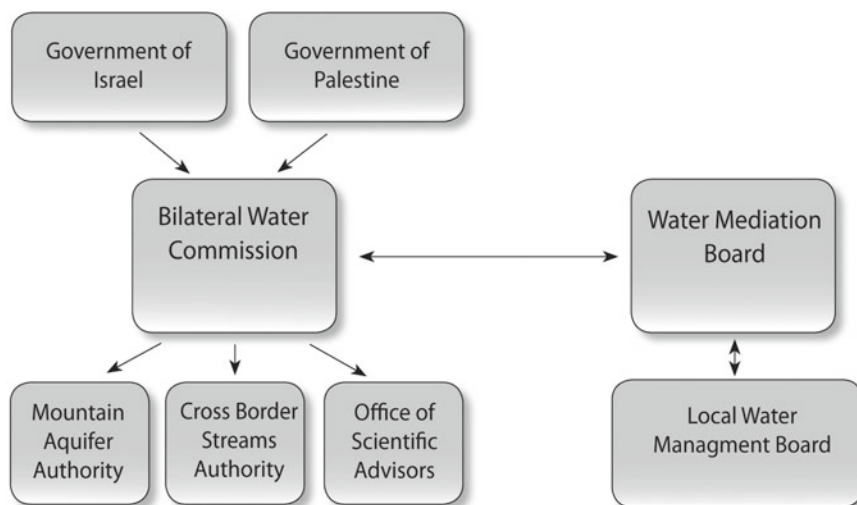 Government of
Israel
Government of
Palestine
Bilateral Water
Commission
Water Mediation
Board
Mountain
Aquifer
Authority
Cross Border
Streams
Authority
Office of
Scientific
Advisors
Local Water
Managment Board